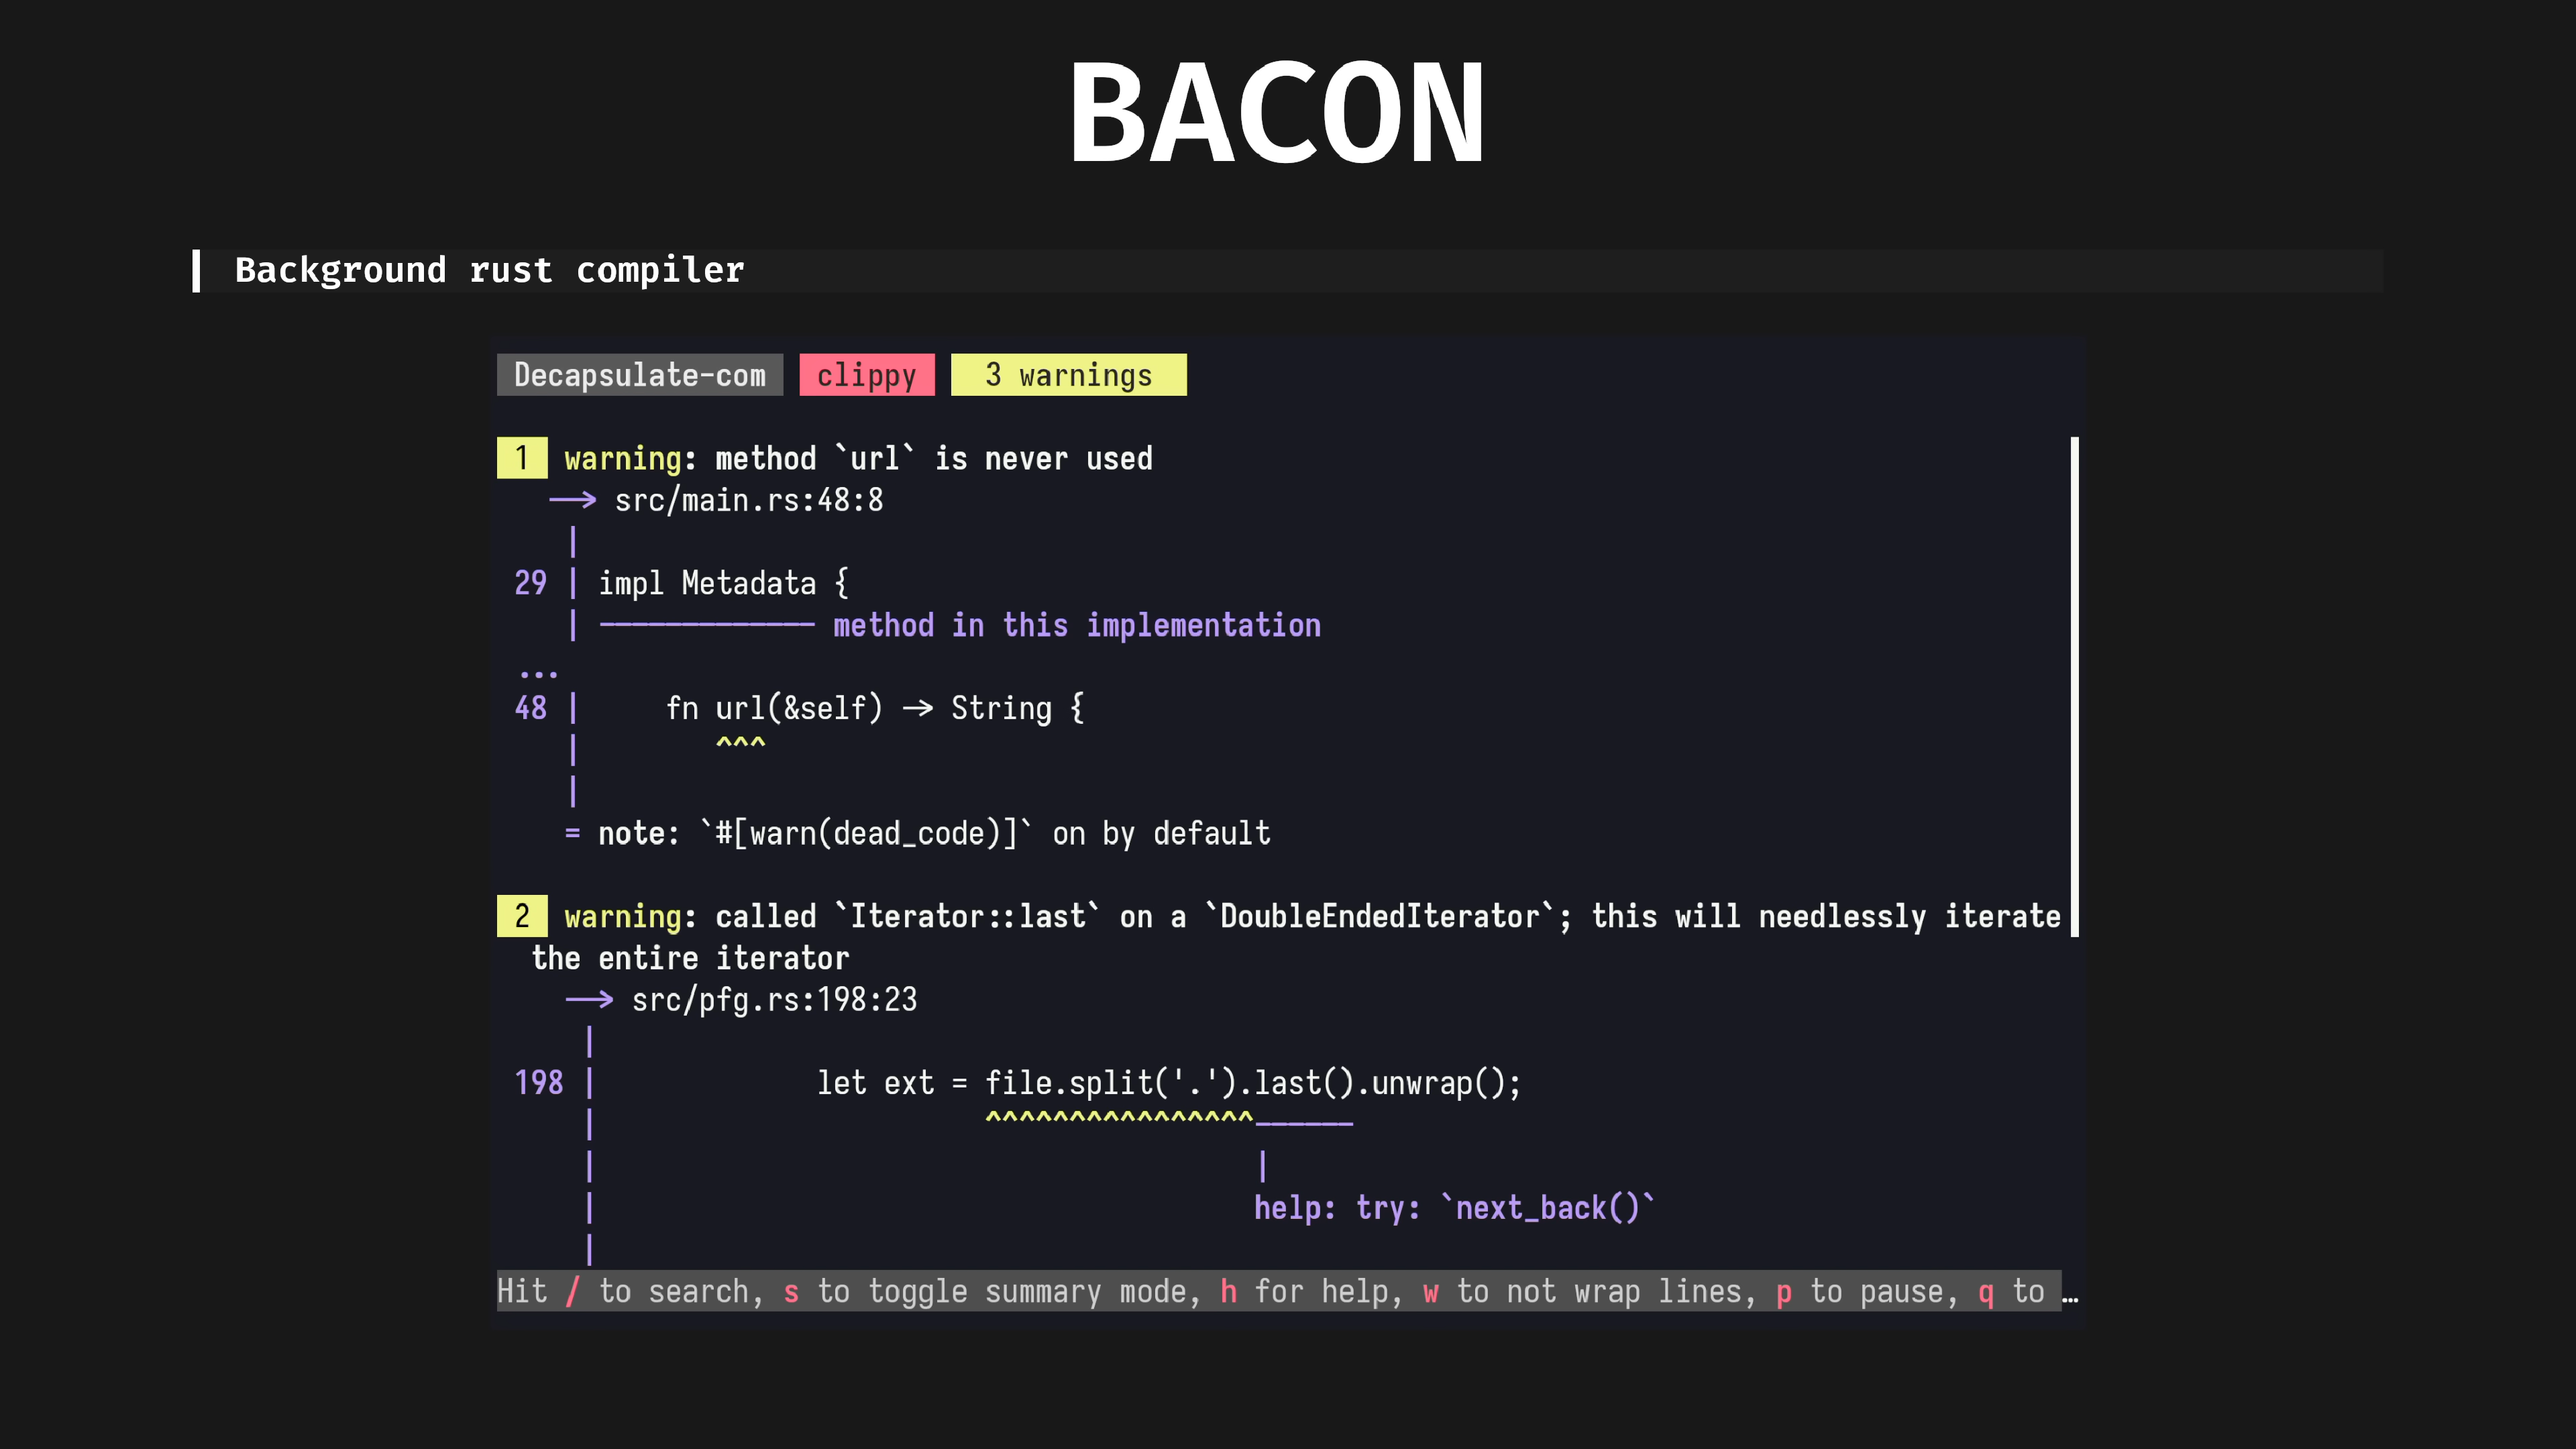 BACON
Background rust compiler
Decapsulate-com clippy 3 warnings
1 warning: method `url` is never used
--> src/main.rs:48:8
|
29 | impl Metadata {
| ------------- method in this implementation
...
48 | fn url(&self) -> String {
| ^^^
|
= note: `#[warn(dead_code)]` on by default
2 warning: called `Iterator::last` on a `DoubleEndedIterator`; this will needlessly iterate
the entire iterator
--> src/pfg.rs:198:23
|
198 | let ext = file.split('.').last().unwrap();
| ^^^^^^^^^^^^^^^^------
| |
| help: try: `next_back()`
|
Hit / to search, s to toggle summary mode, h for help, w to not wrap lines, p to pause, q to …